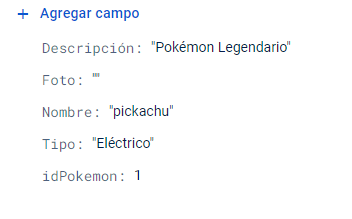 + Agregar campo
Descripción: "Pokémon Legendario"
Foto: ""
Nombre: "pickachu"
Tipo: "Eléctrico"
idPokemon: 1